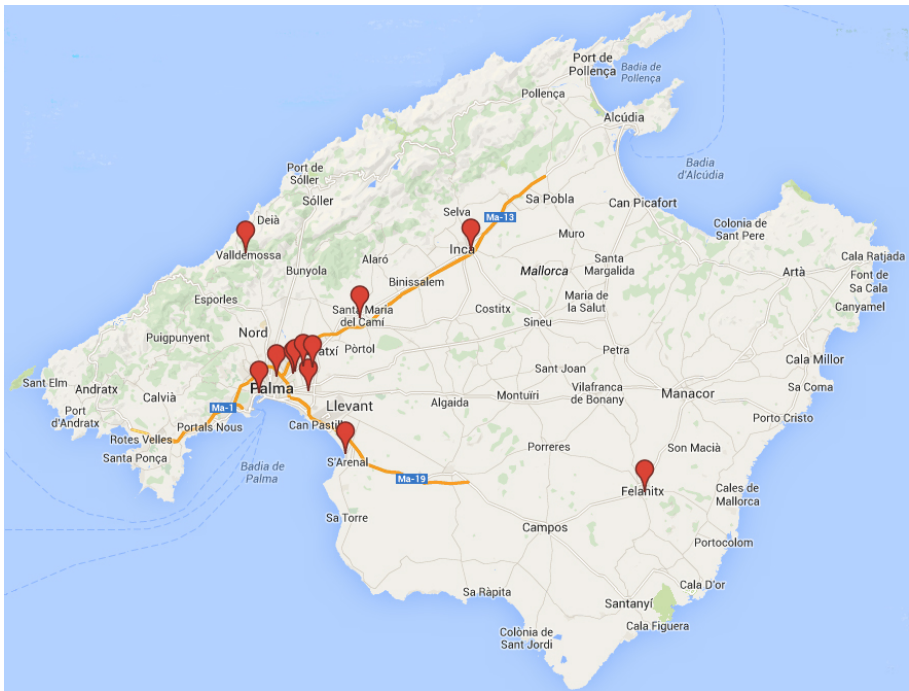 Port de
Pollença
Badia de
Pollença
Pollença
Alcúdia
Port de
Sóller
Badia
d'Alcúdia
Sóller
Selva
Ma-13
Sa Pobla
Can Picafort
Deià
Colonia de
Sant Pere
Valldemossa
Inca
Muro
Alaró
Santa
Margalida
Cala Ratjada
Bunyola
Binissalem
Mallorca
Artà
Font de
Sa Cala
Esporles
Maria de
la Salut
Santa Maria
del Camí
Costitx
Canyamel
Sineu
Nord
Puigpunyent
atxí
Pòrtol
Petra
Cala Millor
Sant Elm
Sant Joan
Andratx
Palma
Vilafranca
de Bonany
Manacor
Sa Coma
Calvià
Montuïri
Algaida
Llevant
Ma-1
Port
d'Andratx
Portals Nous
Can Pastill
Porto Cristo
Rotes Velles
Porreres
Son Macià
Santa Ponça
S'Arenal
Badia de
Palma
Ma-19
Felanitx
Cales de
Mallorca
Sa Torre
Campos
Portocolom
Cala D'or
Sa Ràpita
Santanyí
Cala Figuera
Colònia de
Sant Jordi